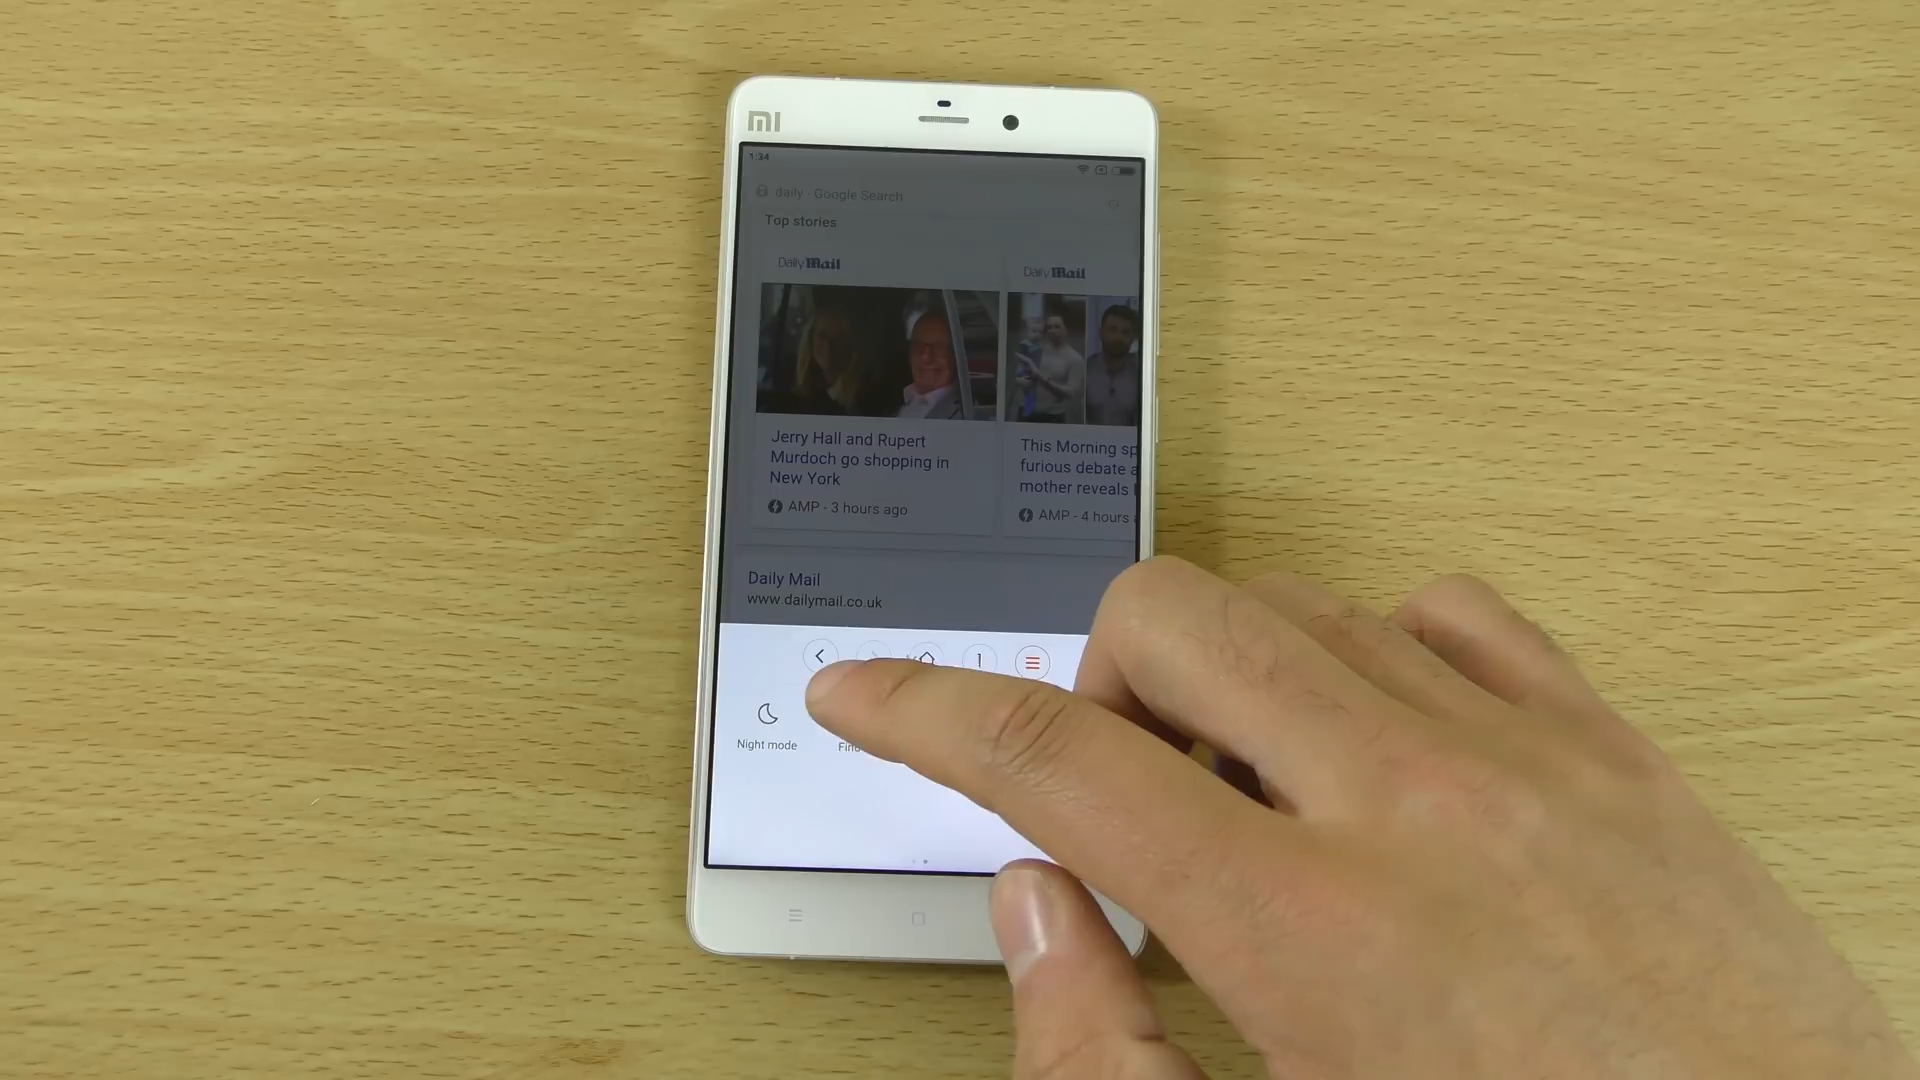 mi
1:34
daily - Google Search
Top stories
Daily Mail
Daily Mail
Jerry Hall and Rupert
Murdoch go shopping in
New York
AMP - 3 hours ago
This Morning sp
furious debate a
mother reveals
AMP - 4 hours
Daily Mail
www.dailymail.co.uk
1
Night mode
Find